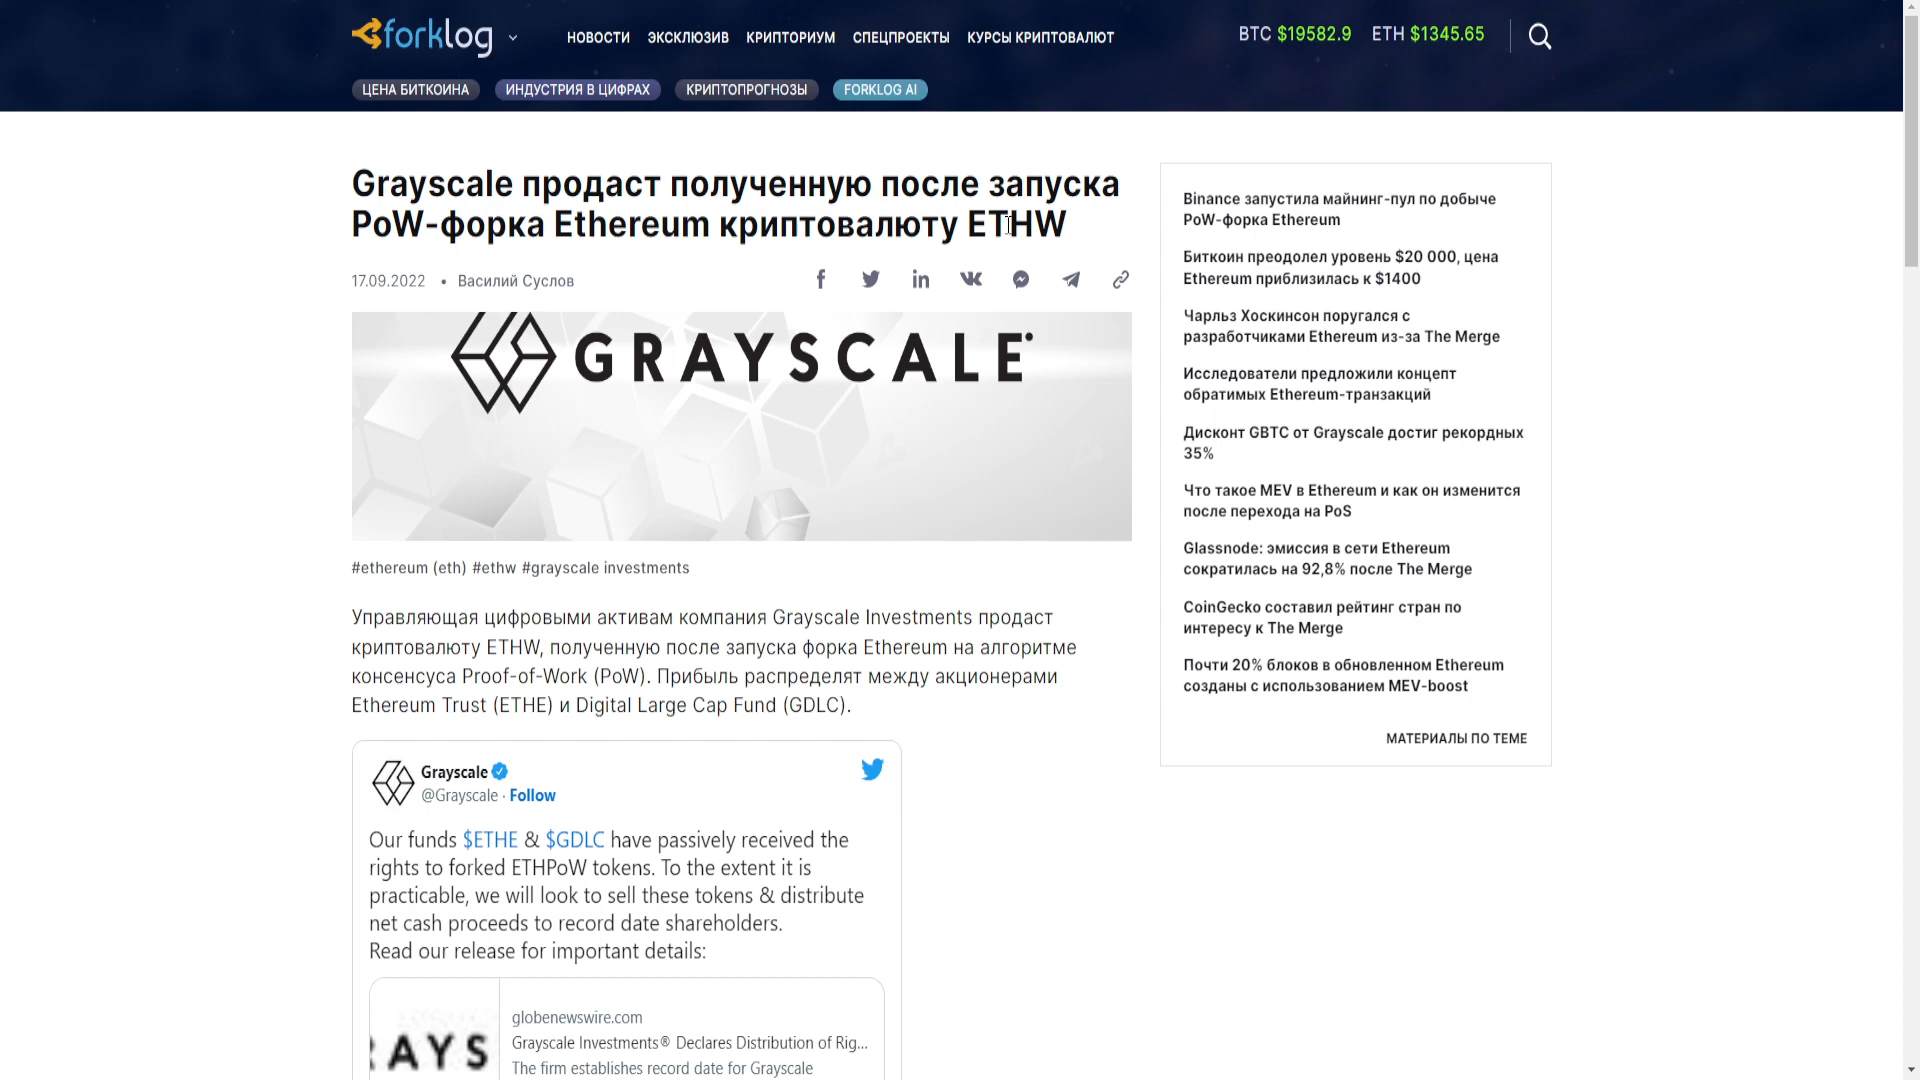 forklog
НОВОСТИ ЭКСКЛЮЗИВ КРИПТОРИУМ СПЕЦПРОЕКТЫ КУРСЫ КРИПТОВАЛЮТ
BTC $19582.9 ETH $1345.65
ЦЕНА БИТКОИНА ИНДУСТРИЯ В ЦИФРАХ КРИПТОПРОГНОЗЫ FORKLOG AI
Grayscale продаст полученную после запуска
PoW-форка Ethereum криптовалюту ETHW
17.09.2022 • Василий Суслов
GRAYSCALE
#ethereum (eth) #ethw #grayscale investments
Управляющая цифровыми активам компания Grayscale Investments продаст
криптовалюту ETHW, полученную после запуска форка Ethereum на алгоритме
консенсуса Proof-of-Work (PoW). Прибыль распределят между акционерами
Ethereum Trust (ETHE) и Digital Large Cap Fund (GDLC).
Grayscale
@Grayscale · Follow
Our funds $ETHE & $GDLC have passively received the
rights to forked ETHPoW tokens. To the extent it is
practicable, we will look to sell these tokens & distribute
net cash proceeds to record date shareholders.
Read our release for important details:
RAYS
globenewswire.com
Grayscale Investments® Declares Distribution of Rig...
The firm establishes record date for Grayscale
Binance запустила майнинг-пул по добыче
PoW-форка Ethereum
Биткоин преодолел уровень $20 000, цена
Ethereum приблизилась к $1400
Чарльз Хоскинсон поругался с
разработчиками Ethereum из-за The Merge
Исследователи предложили концепт
обратимых Ethereum-транзакций
Дисконт GBTC от Grayscale достиг рекордных
35%
Что такое MEV в Ethereum и как он изменится
после перехода на PoS
Glassnode: эмиссия в сети Ethereum
сократилась на 92,8% после The Merge
CoinGecko составил рейтинг стран по
интересу к The Merge
Почти 20% блоков в обновленном Ethereum
созданы с использованием MEV-boost
МАТЕРИАЛЫ ПО ТЕМЕ